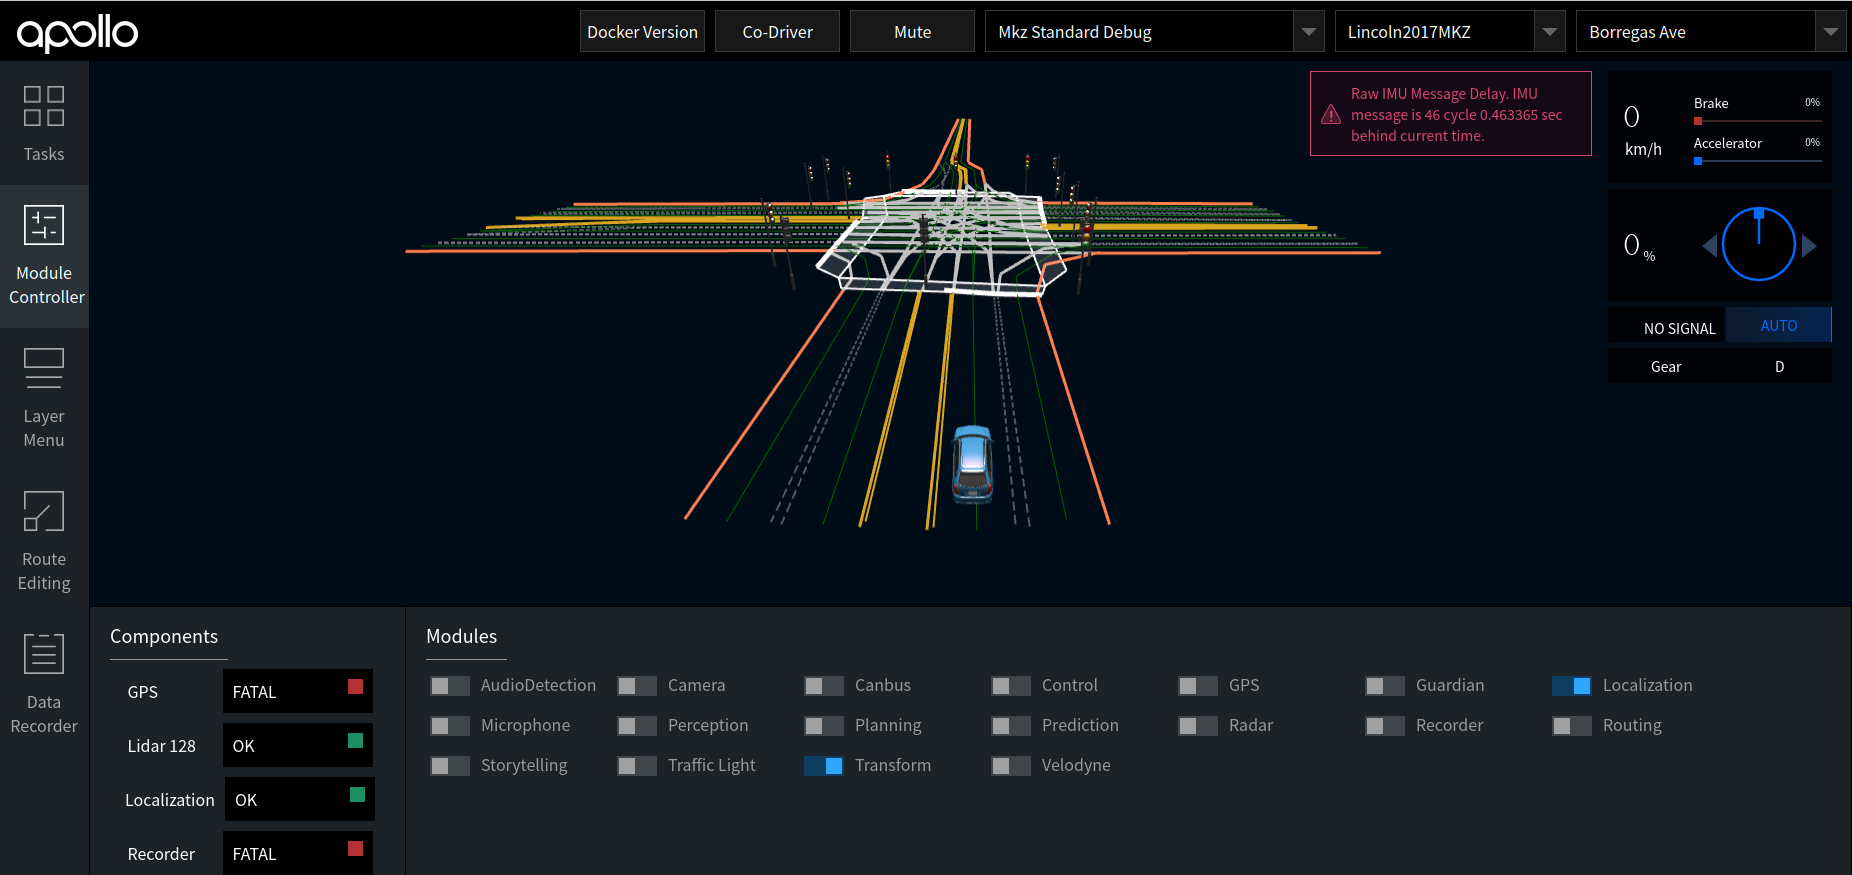 apollo
Docker Version
Co-Driver
Mute
Mkz Standard Debug
Lincoln2017MKZ
Borregas Ave
Tasks
Module
Controller
Layer
Menu
Route
Editing
Data
Recorder
Raw IMU Message Delay. IMU
message is 46 cycle 0.463365 sec
behind current time.
0
km/h
Brake 0%
Accelerator 0%
0 %
NO SIGNAL AUTO
Gear D
Components
GPS FATAL
Lidar 128 OK
Localization OK
Recorder FATAL
Modules
AudioDetection Camera Canbus Control GPS Guardian Localization
Microphone Perception Planning Prediction Radar Recorder Routing
Storytelling Traffic Light Transform Velodyne